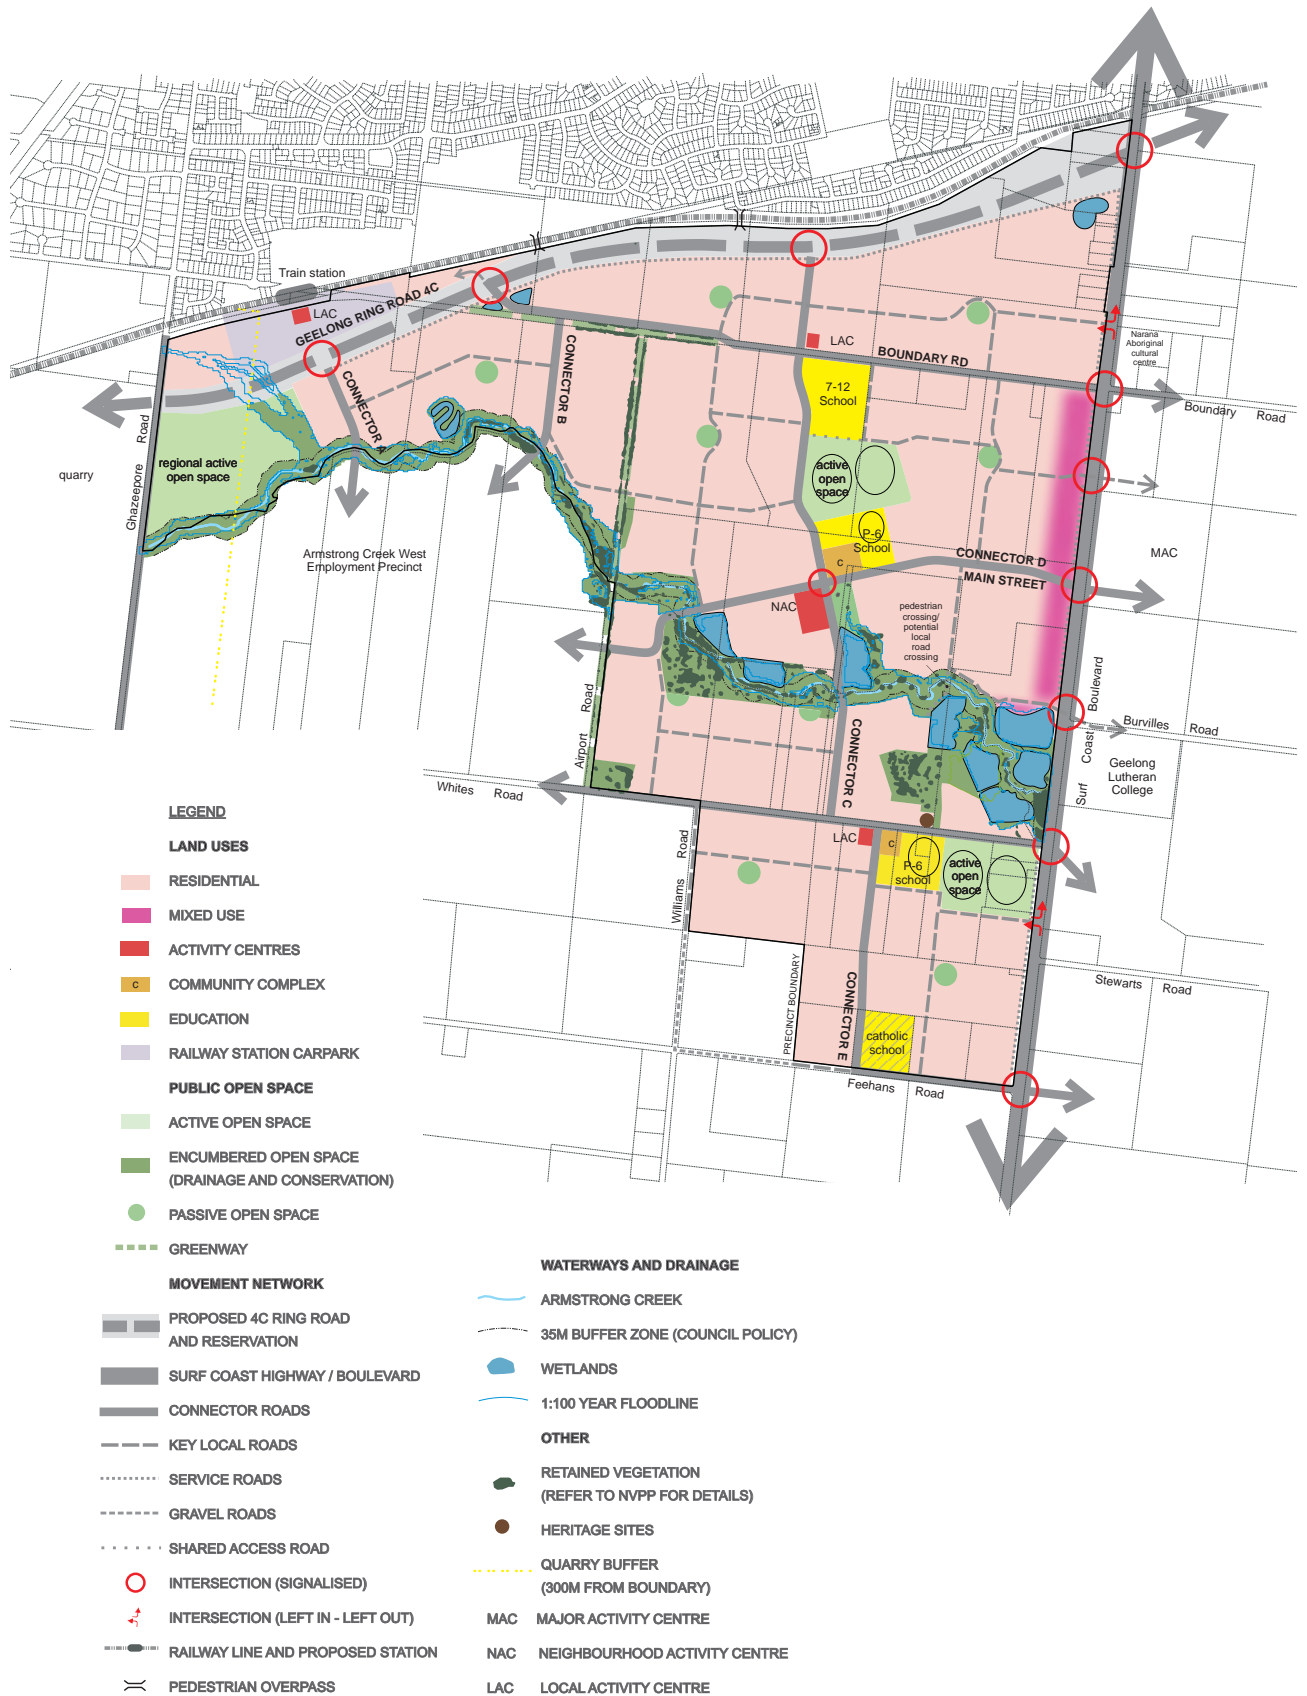 Train station
LAC
GEELONG RING ROAD 4C
CONNECTOR A
CONNECTOR B
LAC
BOUNDARY RD
Narana
Aboriginal
cultural
centre
Boundary Road
7-12
School
Ghazeepore Road
quarry
regional active
open space
active
open
space
P-6
School
C
Armstrong Creek West
Employment Precinct
CONNECTOR D
MAIN STREET
MAC
NAC
pedestrian
crossing/
potential
local
road
crossing
Airport Road
Surf Coast Boulevard
Burvilles Road
Geelong
Lutheran
College
CONNECTOR C
Whites Road
Williams Road
LAC
C
P-6
school
active
open
space
PRECINCT BOUNDARY
CONNECTOR E
Stewarts Road
catholic
school
Feehans Road
LEGEND
LAND USES
RESIDENTIAL
MIXED USE
ACTIVITY CENTRES
C COMMUNITY COMPLEX
EDUCATION
RAILWAY STATION CARPARK
PUBLIC OPEN SPACE
ACTIVE OPEN SPACE
ENCUMBERED OPEN SPACE
(DRAINAGE AND CONSERVATION)
PASSIVE OPEN SPACE
GREENWAY
MOVEMENT NETWORK
PROPOSED 4C RING ROAD
AND RESERVATION
SURF COAST HIGHWAY / BOULEVARD
CONNECTOR ROADS
KEY LOCAL ROADS
SERVICE ROADS
GRAVEL ROADS
SHARED ACCESS ROAD
INTERSECTION (SIGNALISED)
INTERSECTION (LEFT IN - LEFT OUT)
RAILWAY LINE AND PROPOSED STATION
PEDESTRIAN OVERPASS
WATERWAYS AND DRAINAGE
ARMSTRONG CREEK
35M BUFFER ZONE (COUNCIL POLICY)
WETLANDS
1:100 YEAR FLOODLINE
OTHER
RETAINED VEGETATION
(REFER TO NVPP FOR DETAILS)
HERITAGE SITES
QUARRY BUFFER
(300M FROM BOUNDARY)
MAC MAJOR ACTIVITY CENTRE
NAC NEIGHBOURHOOD ACTIVITY CENTRE
LAC LOCAL ACTIVITY CENTRE